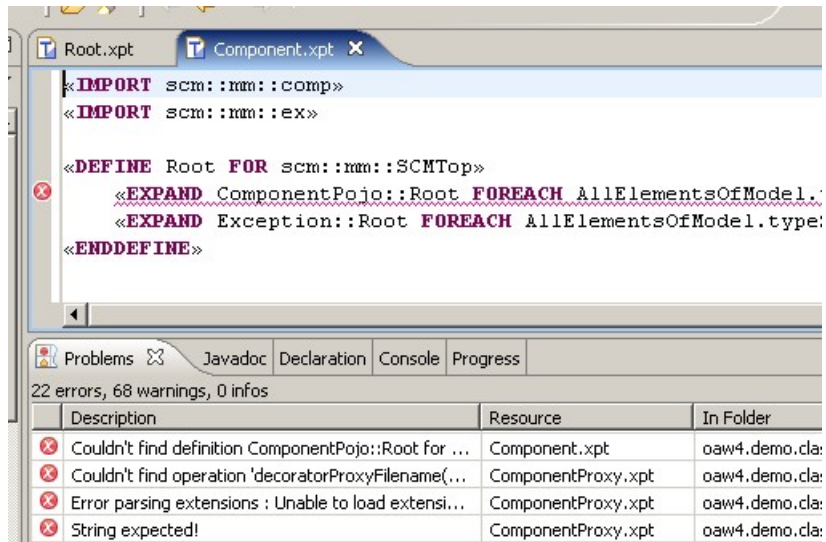 Root.xpt Component.xpt
«IMPORT scm::mm::comp»
«IMPORT scm::mm::ex»
«DEFINE Root FOR scm::mm::SCMTop»
«EXPAND ComponentPojo::Root FOREACH AllElementsOfModel.
«EXPAND Exception::Root FOREACH AllElementsOfModel.type
«ENDDEFINE»
Problems Javadoc Declaration Console Progress
22 errors, 68 warnings, 0 infos
Description Resource In Folder
Couldn't find definition ComponentPojo::Root for ... Component.xpt oaw4.demo.cla
Couldn't find operation 'decoratorProxyFilename(... ComponentProxy.xpt oaw4.demo.cla
Error parsing extensions : Unable to load extensi... ComponentProxy.xpt oaw4.demo.cla
String expected! ComponentProxy.xpt oaw4.demo.cla